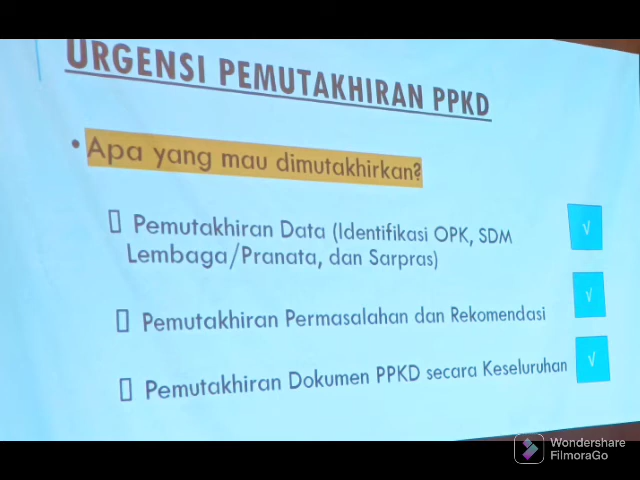 URGENSI PEMUTAKHIRAN PPKD
• Apa yang mau dimutakhirkan?
Pemutakhiran Data (Identifikasi OPK, SDM
Lembaga/Pranata, dan Sarpras)
√
Pemutakhiran Permasalahan dan Rekomendasi
√
Pemutakhiran Dokumen PPKD secara Keseluruhan
√
Wondershare
FilmoraGo